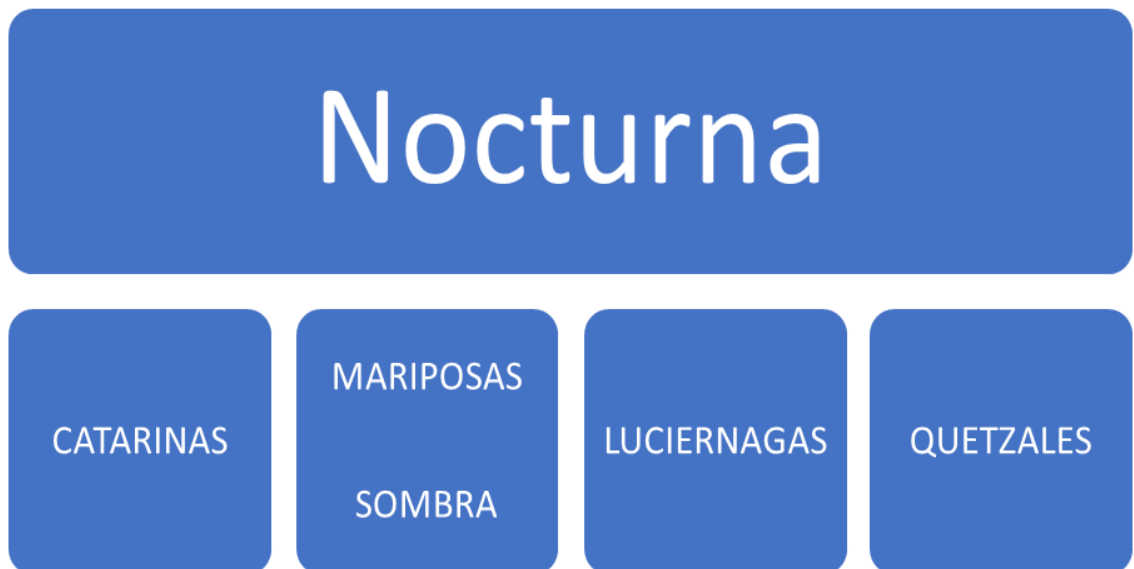 Nocturna
CATARINAS
MARIPOSAS
SOMBRA
LUCIERNAGAS
QUETZALES